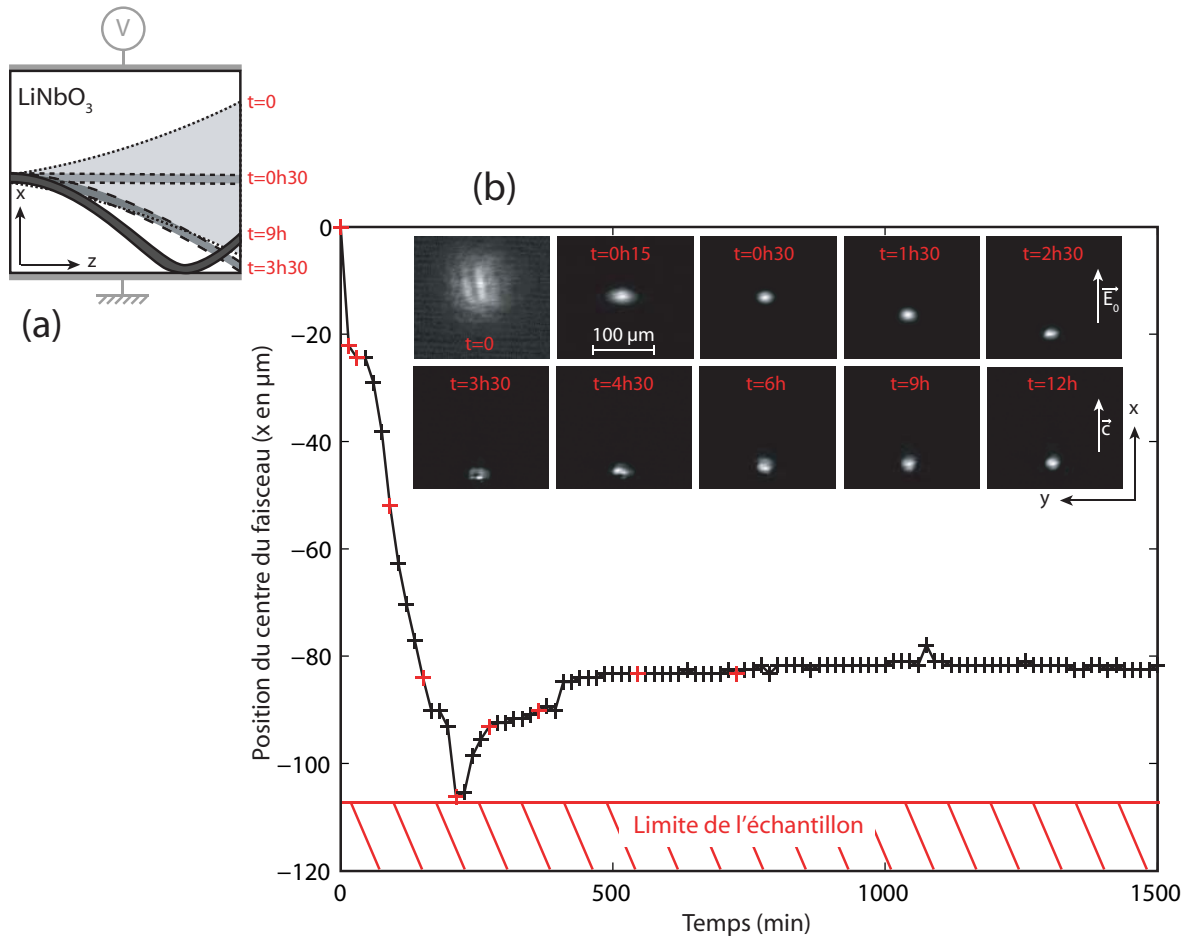 V
LiNbO3
t=0
t=0h30
t=9h
t=3h30
x
z
(a)
(b)
t=0
t=0h15
100 µm
t=0h30
t=1h30
t=2h30
E0
t=3h30
t=4h30
t=6h
t=9h
t=12h
c
x
y
Position du centre du faisceau (x en µm)
0
−20
−40
−60
−80
−100
−120
Limite de l'échantillon
0
500
1000
1500
Temps (min)